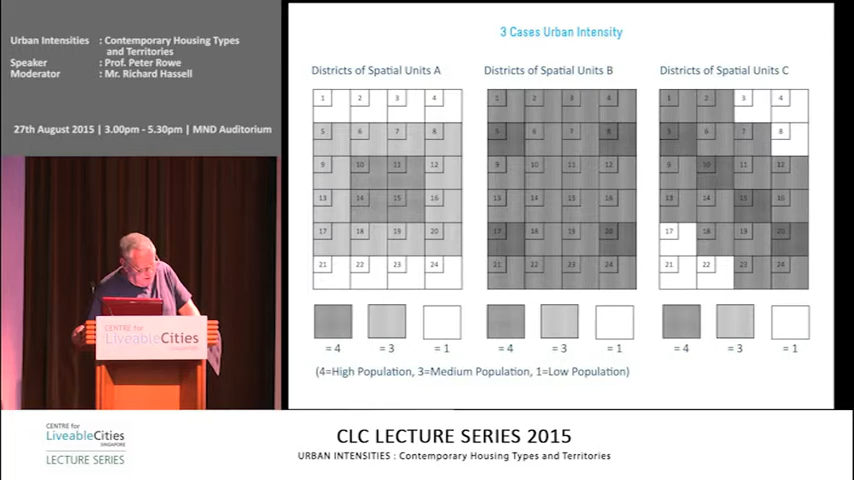 Urban Intensities : Contemporary Housing Types
and Territories
Speaker : Prof. Peter Rowe
Moderator : Mr. Richard Hassell
27th August 2015 | 3.00pm - 5.30pm | MND Auditorium
3 Cases Urban Intensity
Districts of Spatial Units A
1 2 3 4
5 6 7 8
9 10 11 12
13 14 15 16
17 18 19 20
21 22 23 24
= 4 = 3 = 1
Districts of Spatial Units B
1 2 3 4
5 6 7 8
9 10 11 12
13 14 15 16
17 18 19 20
21 22 23 24
= 4 = 3 = 1
Districts of Spatial Units C
1 2 3 4
5 6 7 8
9 10 11 12
13 14 15 16
17 18 19 20
21 22 23 24
= 4 = 3 = 1
(4=High Population, 3=Medium Population, 1=Low Population)
CENTRE for
LiveableCities
CENTRE for
LiveableCities
SINGAPORE
LECTURE SERIES
CLC LECTURE SERIES 2015
URBAN INTENSITIES : Contemporary Housing Types and Territories